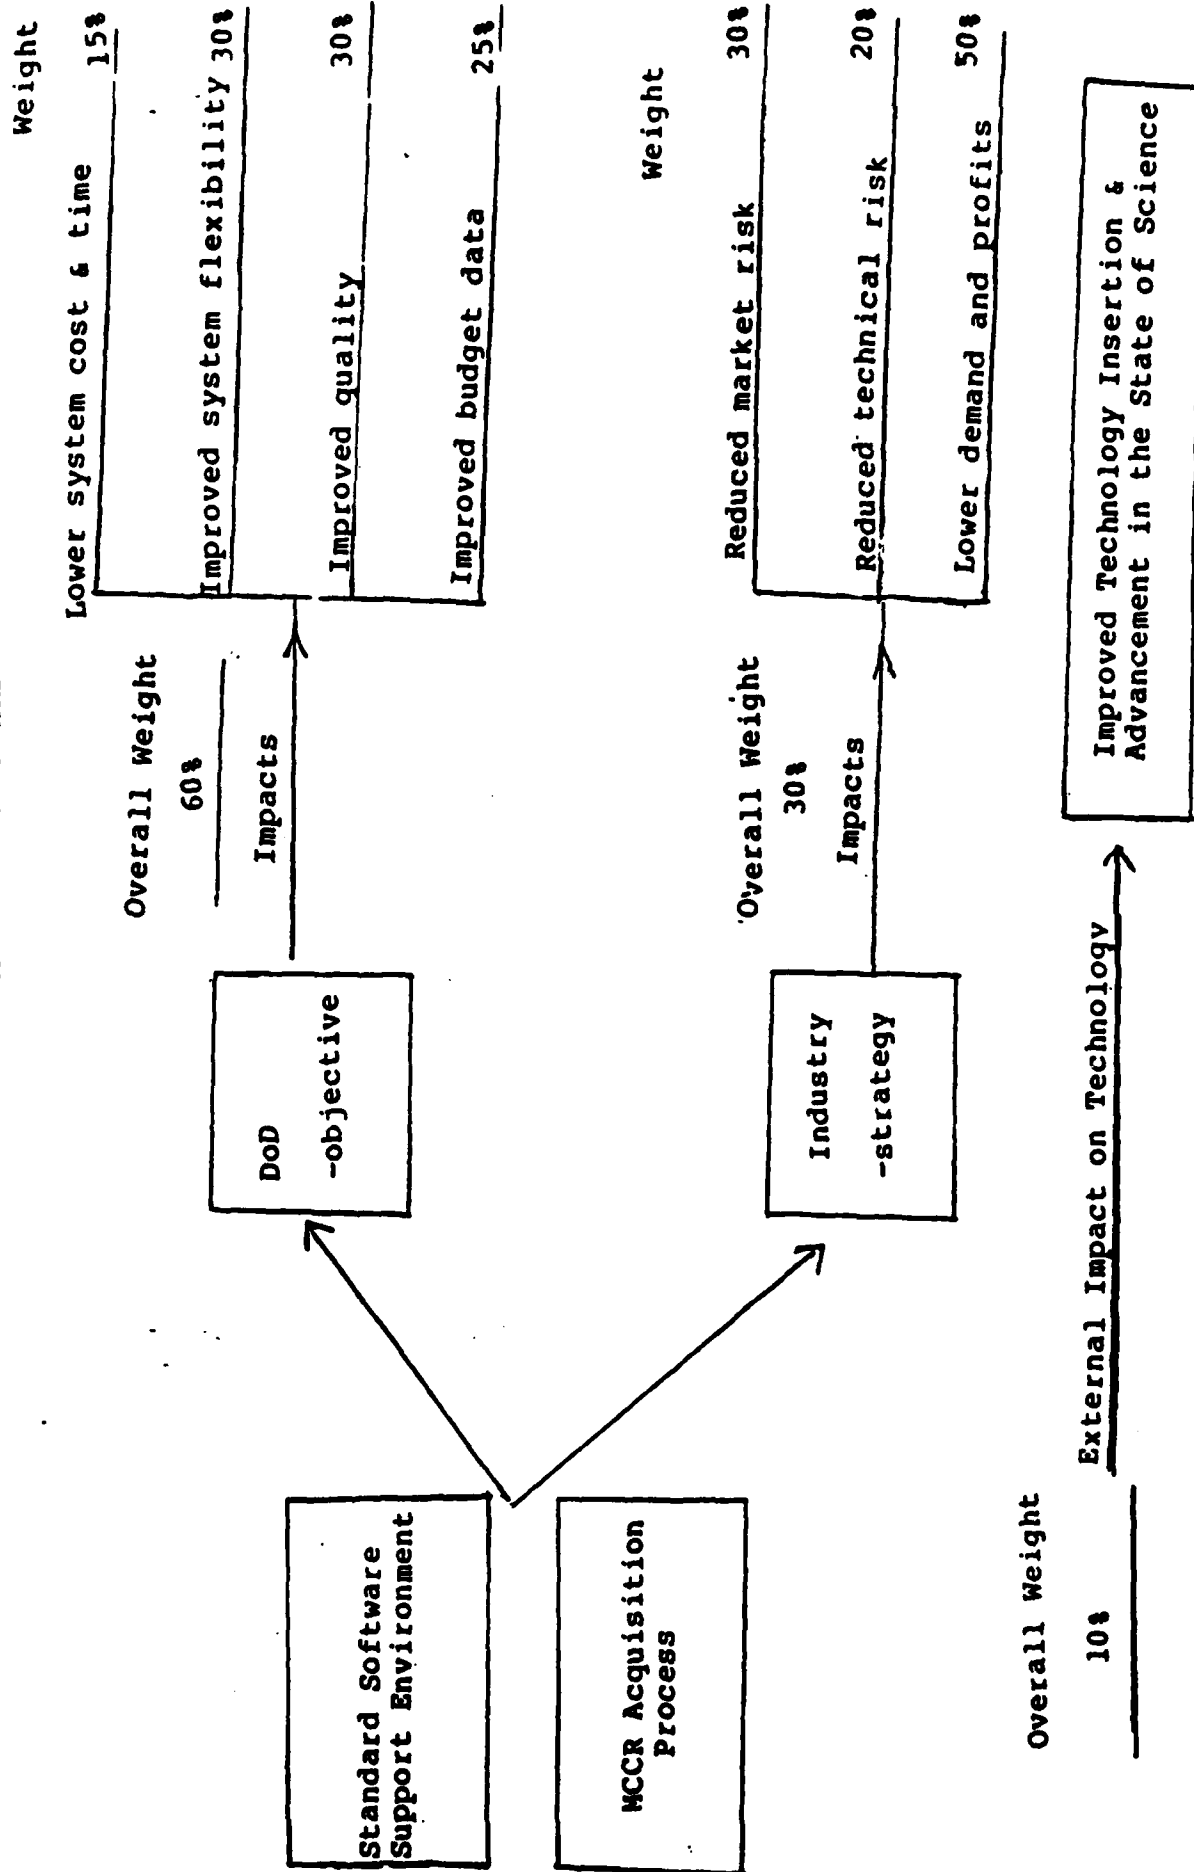 Weight
Lower system cost & time 15%
Improved system flexibility 30%
Improved quality 30%
Improved budget data 25%
Overall Weight
60%
Impacts
DoD
-objective
Standard Software
Support Environment
MCCR Acquisition
Process
Weight
Reduced market risk 30%
Reduced technical risk 20%
Lower demand and profits 50%
Overall Weight
30%
Impacts
Industry
-strategy
Overall Weight
10%
External Impact on Technology
Improved Technology Insertion &
Advancement in the State of Science